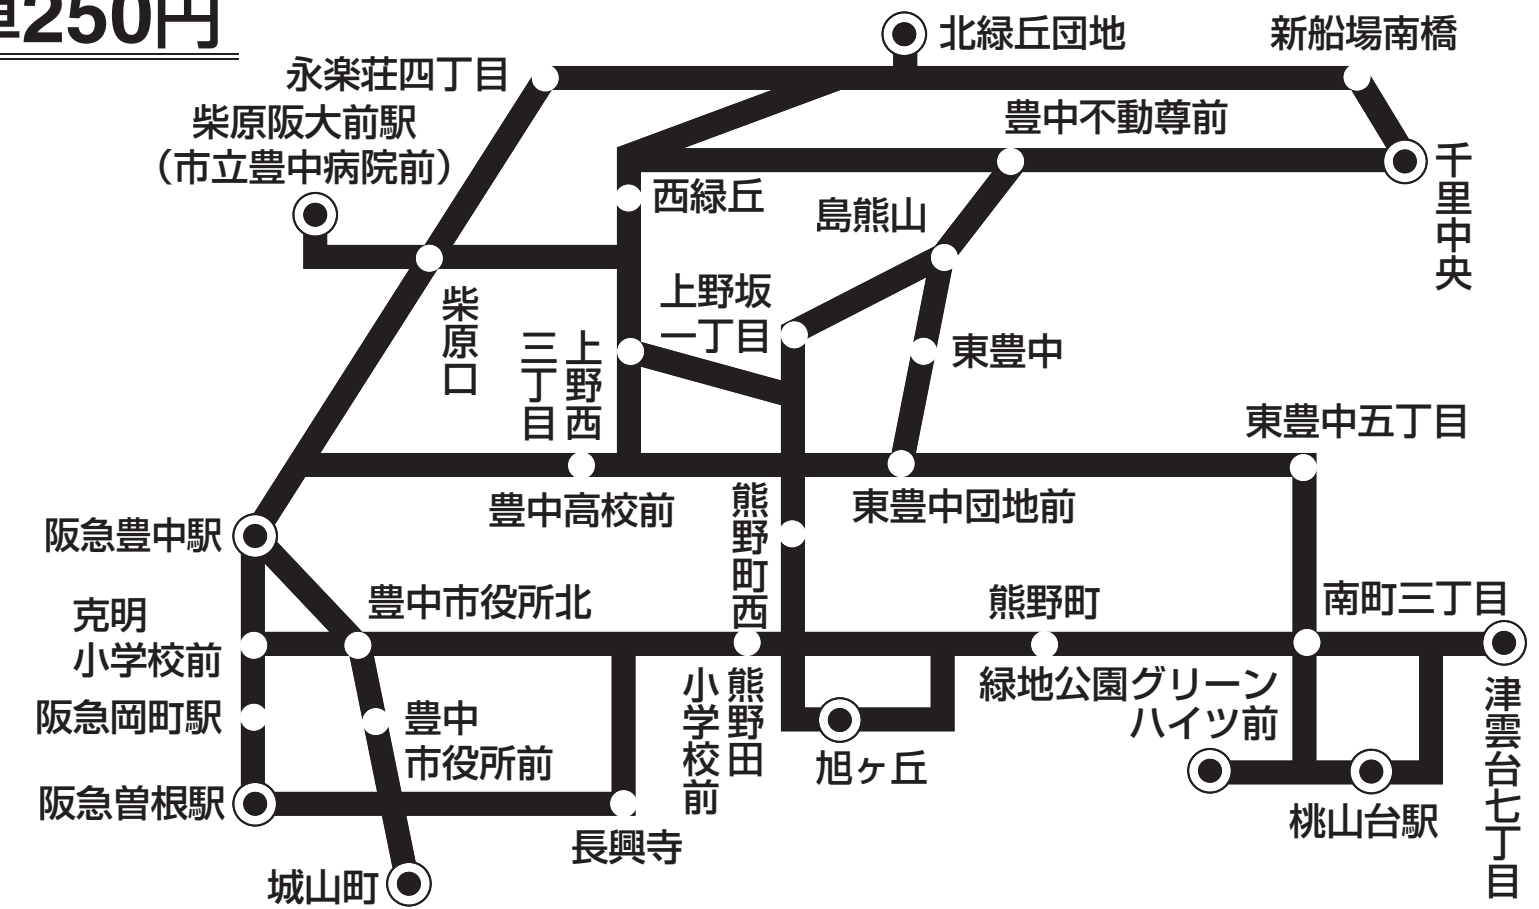 250円
北緑丘団地
新船場南橋
永楽荘四丁目
柴原阪大前駅
（市立豊中病院前）
豊中不動尊前
千里中央
西緑丘
島熊山
柴原口
上野坂
一丁目
上野西
三丁目
東豊中
東豊中五丁目
豊中高校前
熊野町西
東豊中団地前
阪急豊中駅
豊中市役所北
熊野町
南町三丁目
克明
小学校前
緑地公園グリーン
ハイツ前
阪急岡町駅
豊中
市役所前
熊野田
小学校前
旭ヶ丘
津雲台七丁目
阪急曽根駅
長興寺
桃山台駅
城山町